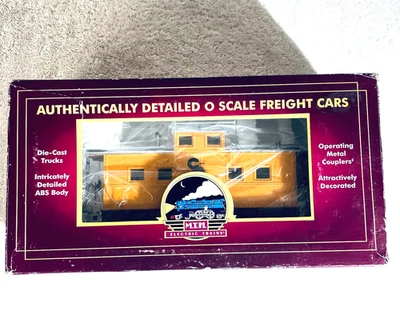 AUTHENTICALLY DETAILED O SCALE FREIGHT CARS
Die-Cast
Trucks
Intricately
Detailed
ABS Body
Operating
Metal
Couplers
Attractively
Decorated
M.T.H.
ELECTRIC TRAINS